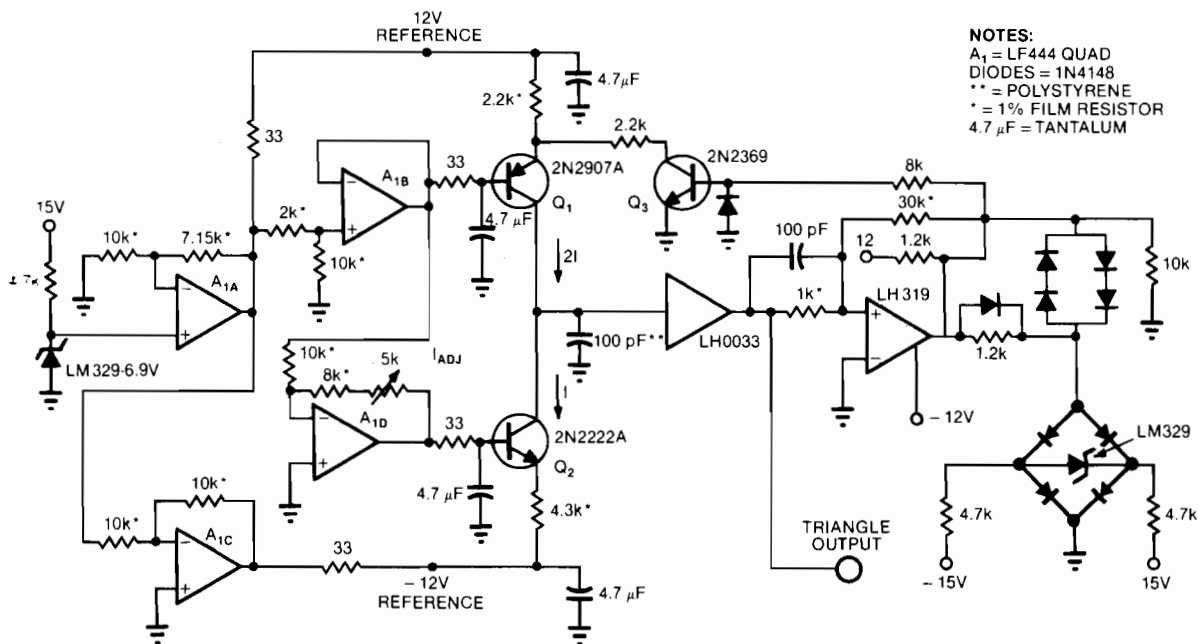 12V
REFERENCE
NOTES:
A1 = LF444 QUAD
DIODES = 1N4148
** = POLYSTYRENE
* = 1% FILM RESISTOR
4.7 µF = TANTALUM
4.7µF
2.2k*
33
2.2k
2N2369
2N2907A
8k
A1B
33
Q1
Q3
30k*
15V
10k*
7.15k*
2k*
4.7 µF
100 pF
12
1.2k
10k
A1A
10k*
2I
1k*
LH 319
LM329-6.9V
100 pF**
LH0033
1.2k
10k*
IADJ
8k*
5k
I
- 12V
A1D
33
2N2222A
LM329
Q2
10k*
4.7 µF
4.3k*
4.7k
4.7k
10k*
A1C
33
TRIANGLE
OUTPUT
- 12V
REFERENCE
4.7 µF
- 15V
15V